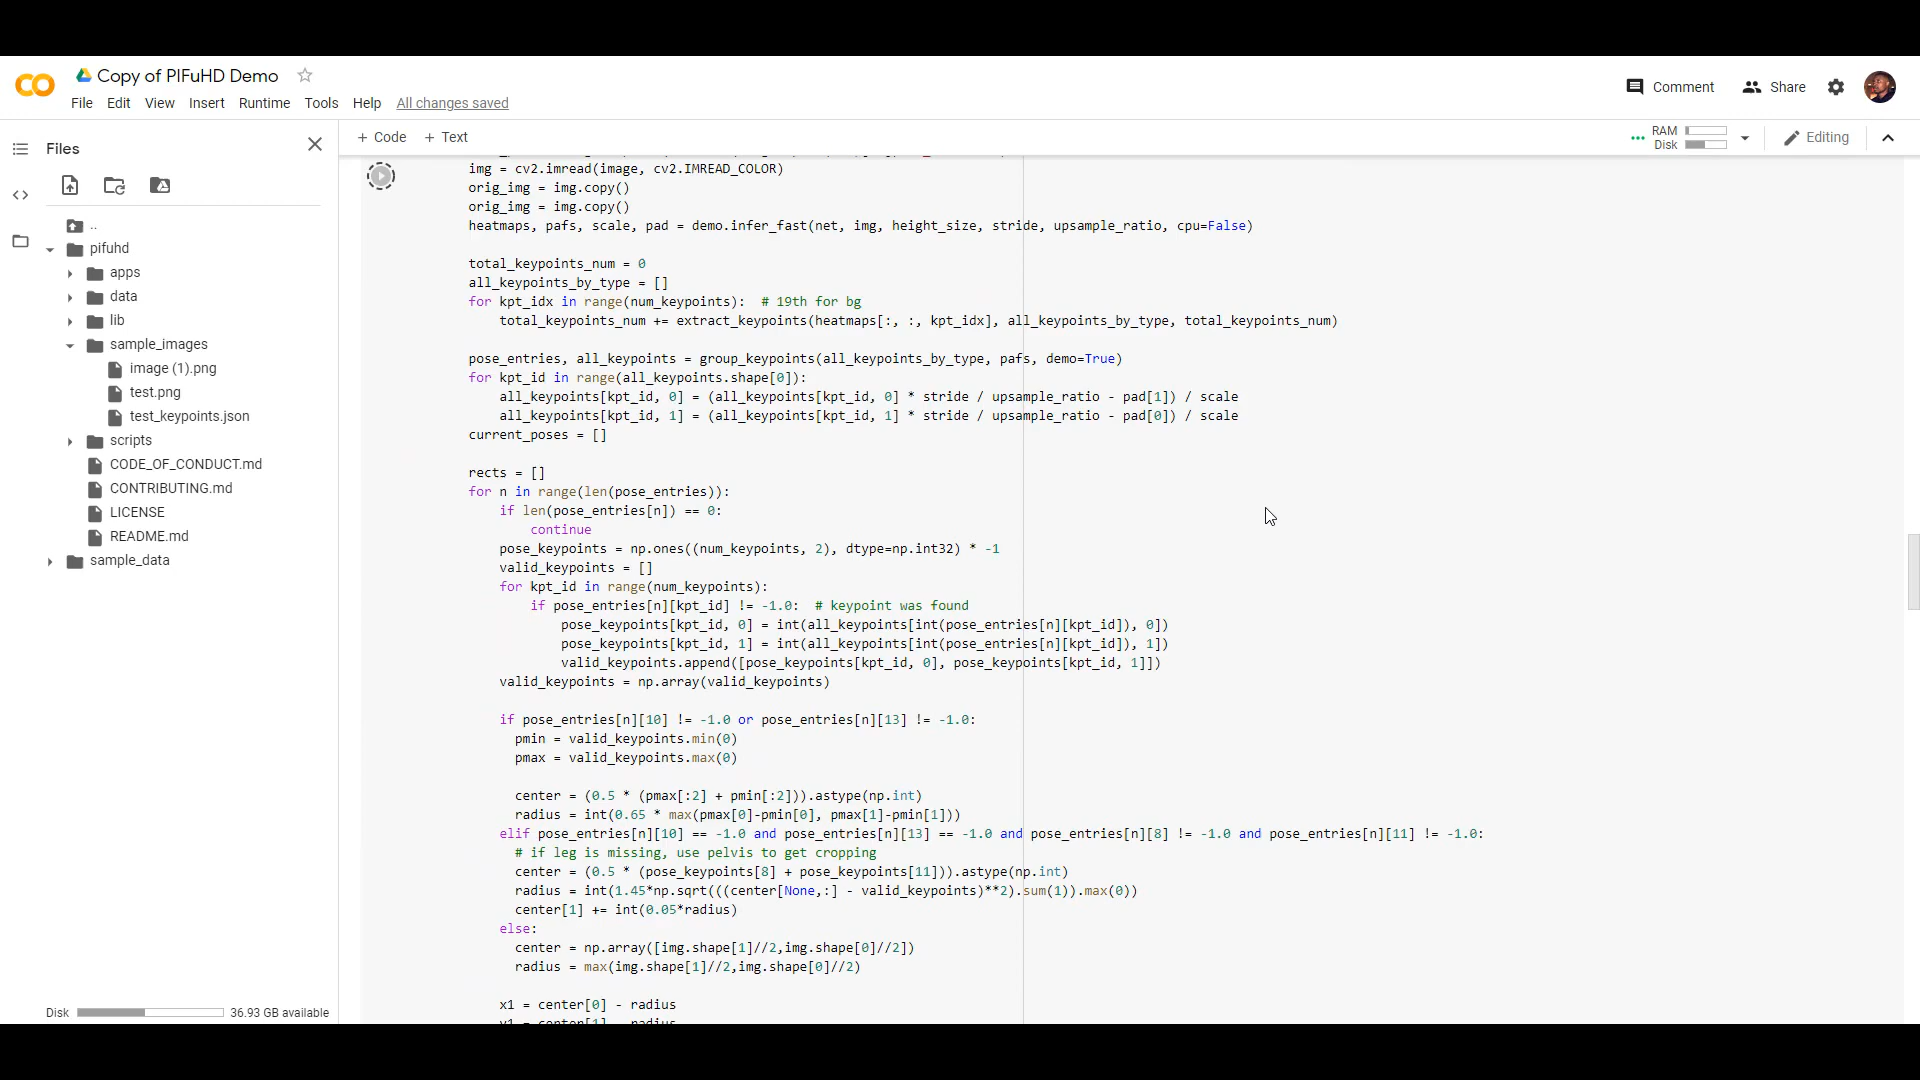 CO
Copy of PIFuHD Demo
File Edit View Insert Runtime Tools Help All changes saved
Comment
Share
Files
+ Code + Text
RAM
Disk
Editing
..
pifuhd
apps
data
lib
sample_images
image (1).png
test.png
test_keypoints.json
scripts
CODE_OF_CONDUCT.md
CONTRIBUTING.md
LICENSE
README.md
sample_data
Disk 36.93 GB available
img = cv2.imread(image, cv2.IMREAD_COLOR)
orig_img = img.copy()
orig_img = img.copy()
heatmaps, pafs, scale, pad = demo.infer_fast(net, img, height_size, stride, upsample_ratio, cpu=False)
total_keypoints_num = 0
all_keypoints_by_type = []
for kpt_idx in range(num_keypoints):  # 19th for bg
    total_keypoints_num += extract_keypoints(heatmaps[:, :, kpt_idx], all_keypoints_by_type, total_keypoints_num)
pose_entries, all_keypoints = group_keypoints(all_keypoints_by_type, pafs, demo=True)
for kpt_id in range(all_keypoints.shape[0]):
    all_keypoints[kpt_id, 0] = (all_keypoints[kpt_id, 0] * stride / upsample_ratio - pad[1]) / scale
    all_keypoints[kpt_id, 1] = (all_keypoints[kpt_id, 1] * stride / upsample_ratio - pad[0]) / scale
current_poses = []
rects = []
for n in range(len(pose_entries)):
    if len(pose_entries[n]) == 0:
        continue
    pose_keypoints = np.ones((num_keypoints, 2), dtype=np.int32) * -1
    valid_keypoints = []
    for kpt_id in range(num_keypoints):
        if pose_entries[n][kpt_id] != -1.0:  # keypoint was found
            pose_keypoints[kpt_id, 0] = int(all_keypoints[int(pose_entries[n][kpt_id]), 0])
            pose_keypoints[kpt_id, 1] = int(all_keypoints[int(pose_entries[n][kpt_id]), 1])
            valid_keypoints.append([pose_keypoints[kpt_id, 0], pose_keypoints[kpt_id, 1]])
    valid_keypoints = np.array(valid_keypoints)
    if pose_entries[n][10] != -1.0 or pose_entries[n][13] != -1.0:
      pmin = valid_keypoints.min(0)
      pmax = valid_keypoints.max(0)
      center = (0.5 * (pmax[:2] + pmin[:2])).astype(np.int)
      radius = int(0.65 * max(pmax[0]-pmin[0], pmax[1]-pmin[1]))
    elif pose_entries[n][10] == -1.0 and pose_entries[n][13] == -1.0 and pose_entries[n][8] != -1.0 and pose_entries[n][11] != -1.0:
      # if leg is missing, use pelvis to get cropping
      center = (0.5 * (pose_keypoints[8] + pose_keypoints[11])).astype(np.int)
      radius = int(1.45*np.sqrt(((center[None,:] - valid_keypoints)**2).sum(1)).max(0))
      center[1] += int(0.05*radius)
    else:
      center = np.array([img.shape[1]//2,img.shape[0]//2])
      radius = max(img.shape[1]//2,img.shape[0]//2)
    x1 = center[0] - radius
    y1 = center[1] - radius